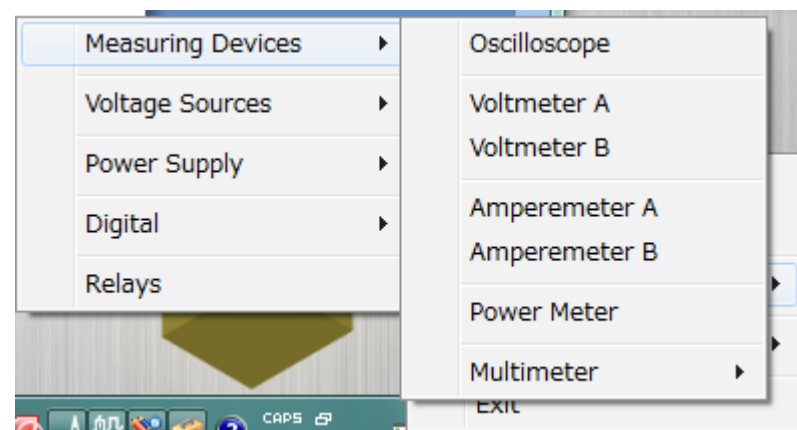 Measuring Devices
Voltage Sources
Power Supply
Digital
Relays
Oscilloscope
Voltmeter A
Voltmeter B
Amperemeter A
Amperemeter B
Power Meter
Multimeter
Exit
CAPS